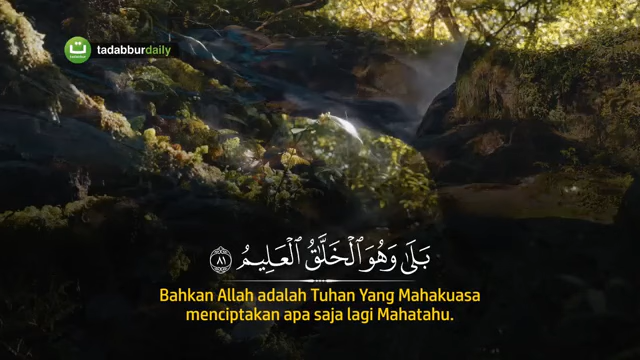 tadabburdaily
بَلَىٰ وَهُوَ ٱلْخَلَّٰقُ ٱلْعَلِيمُ ٨١
Bahkan Allah adalah Tuhan Yang Mahakuasa
menciptakan apa saja lagi Mahatahu.